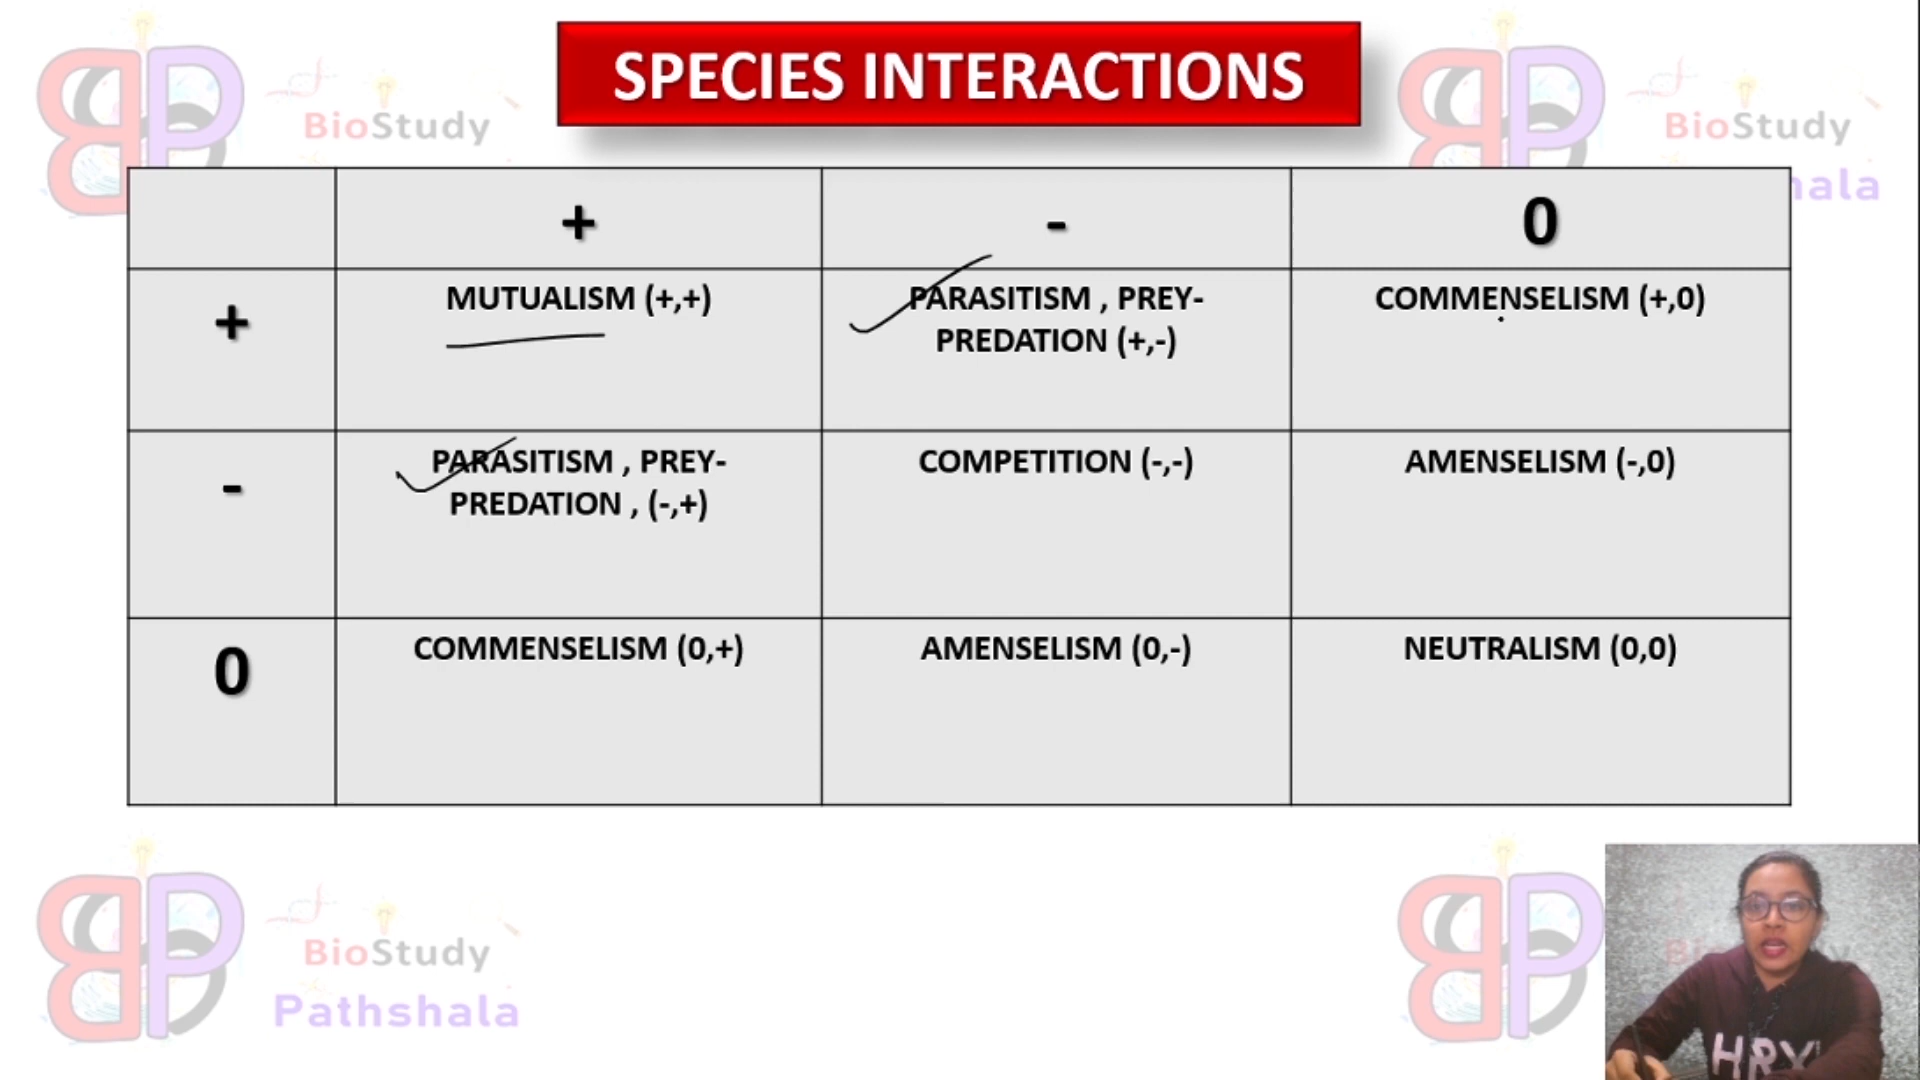 SPECIES INTERACTIONS
BioStudy
BioStudy
+
-
0
+
MUTUALISM (+,+)
PARASITISM , PREY-
PREDATION (+,-)
COMMENSELISM (+,0)
-
PARASITISM , PREY-
PREDATION , (-,+)
COMPETITION (-,-)
AMENSELISM (-,0)
0
COMMENSELISM (0,+)
AMENSELISM (0,-)
NEUTRALISM (0,0)
BioStudy
Pathshala